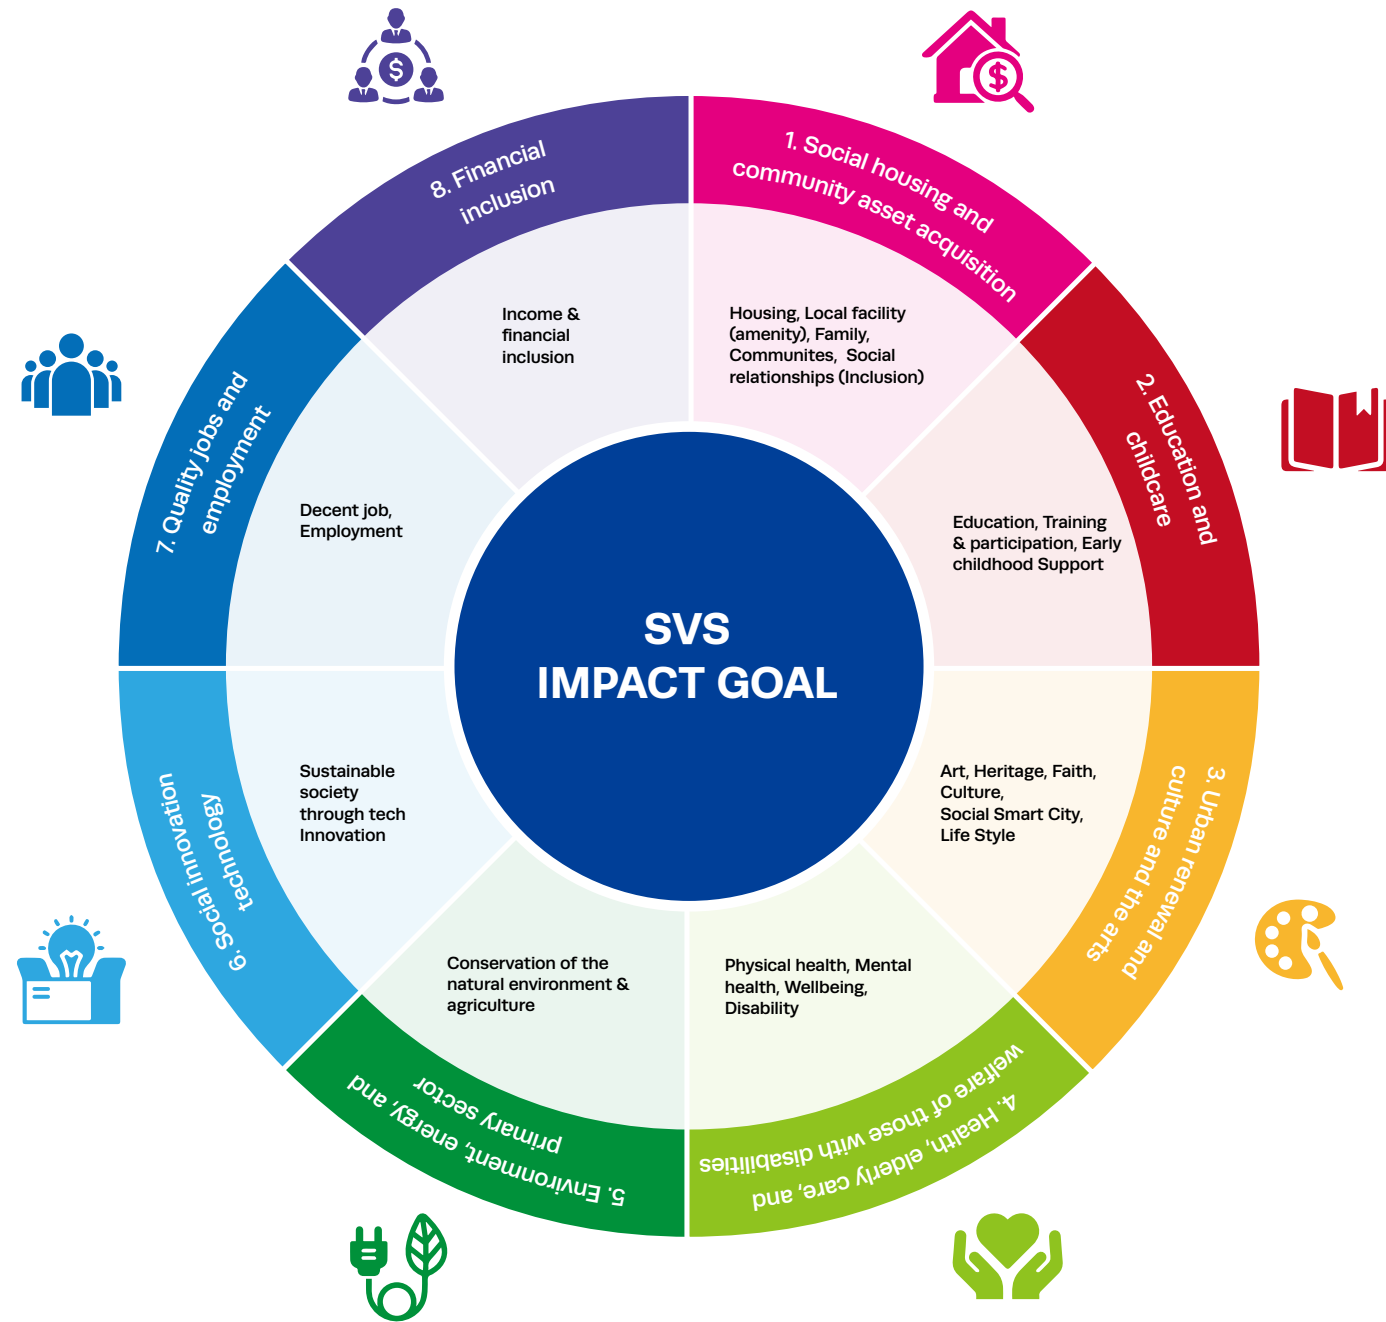 SVS
IMPACT GOAL
1. Social housing and
community asset acquisition
Housing, Local facility
(amenity), Family,
Communites, Social
relationships (Inclusion)
2. Education and
childcare
Education, Training
& participation, Early
childhood Support
3. Urban renewal and
culture and the arts
Art, Heritage, Faith,
Culture,
Social Smart City,
Life Style
4. Health, elderly care, and
welfare of those with disabilities
Physical health, Mental
health, Wellbeing,
Disability
5. Environment, energy, and
primary sector
Conservation of the
natural environment &
agriculture
6. Social innovation
technology
Sustainable
society
through tech
Innovation
7. Quality jobs and
employment
Decent job,
Employment
8. Financial
inclusion
Income &
financial
inclusion
$
$